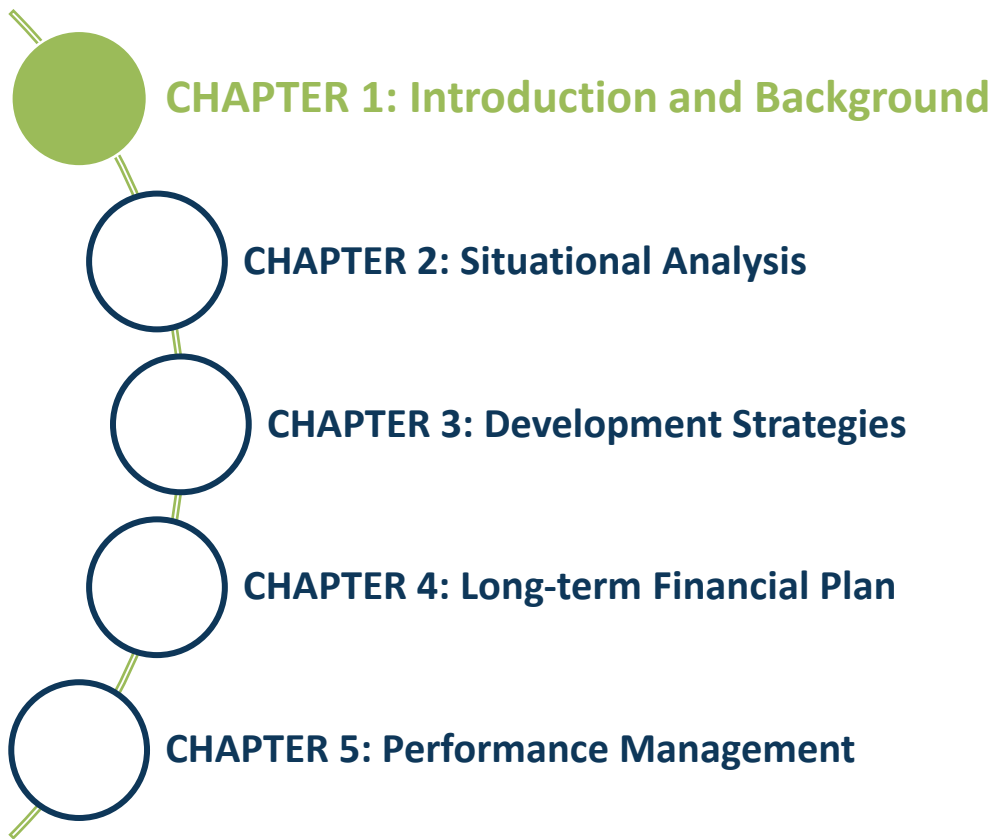 CHAPTER 1: Introduction and Background
CHAPTER 2: Situational Analysis
CHAPTER 3: Development Strategies
CHAPTER 4: Long-term Financial Plan
CHAPTER 5: Performance Management